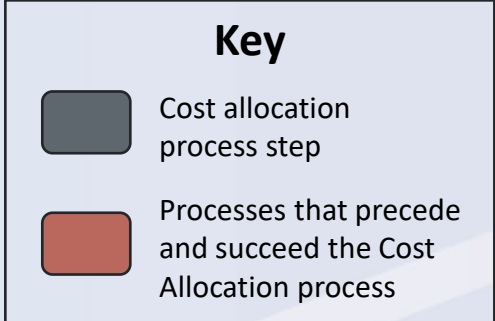 Key
Cost allocation
process step
Processes that precede
and succeed the Cost
Allocation process